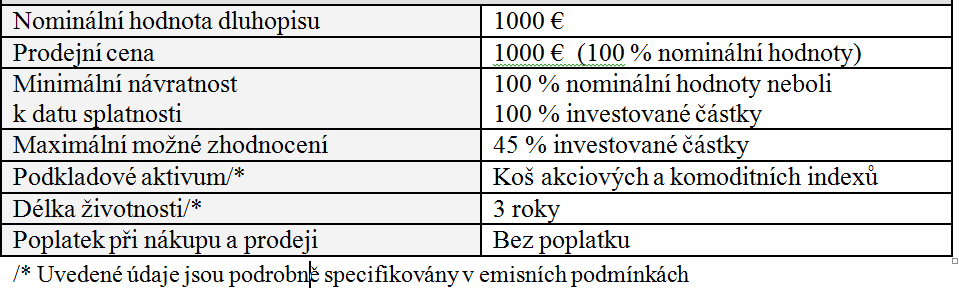 Nominální hodnota dluhopisu 1000 €
Prodejní cena 1000 €  (100 % nominální hodnoty)
Minimální návratnost 100 % nominální hodnoty neboli
k datu splatnosti 100 % investované částky
Maximální možné zhodnocení 45 % investované částky
Podkladové aktivum/* Koš akciových a komoditních indexů
Délka životnosti/* 3 roky
Poplatek při nákupu a prodeji Bez poplatku
/* Uvedené údaje jsou podrobně specifikovány v emisních podmínkách